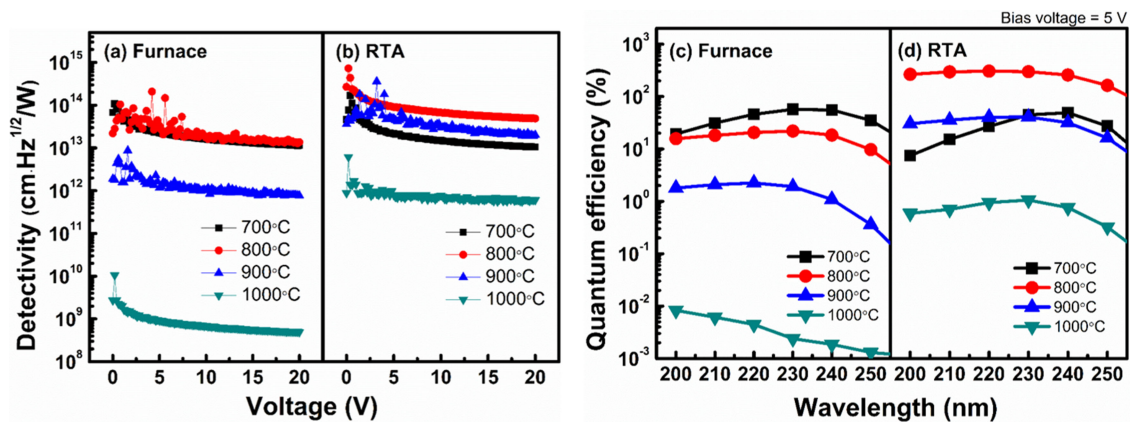 Bias voltage = 5 V
(a) Furnace
(b) RTA
10¹⁵
10¹⁴
10¹³
10¹²
10¹¹
10¹⁰
10⁹
10⁸
Detectivity (cm·Hz¹ᐟ²/W)
700°C
800°C
900°C
1000°C
700°C
800°C
900°C
1000°C
0 5 10 15 20 0 5 10 15 20
Voltage (V)
(c) Furnace
(d) RTA
10³
10²
10¹
10⁰
10⁻¹
10⁻²
10⁻³
Quantum efficiency (%)
700°C
800°C
900°C
1000°C
700°C
800°C
900°C
1000°C
200 210 220 230 240 250 200 210 220 230 240 250
Wavelength (nm)